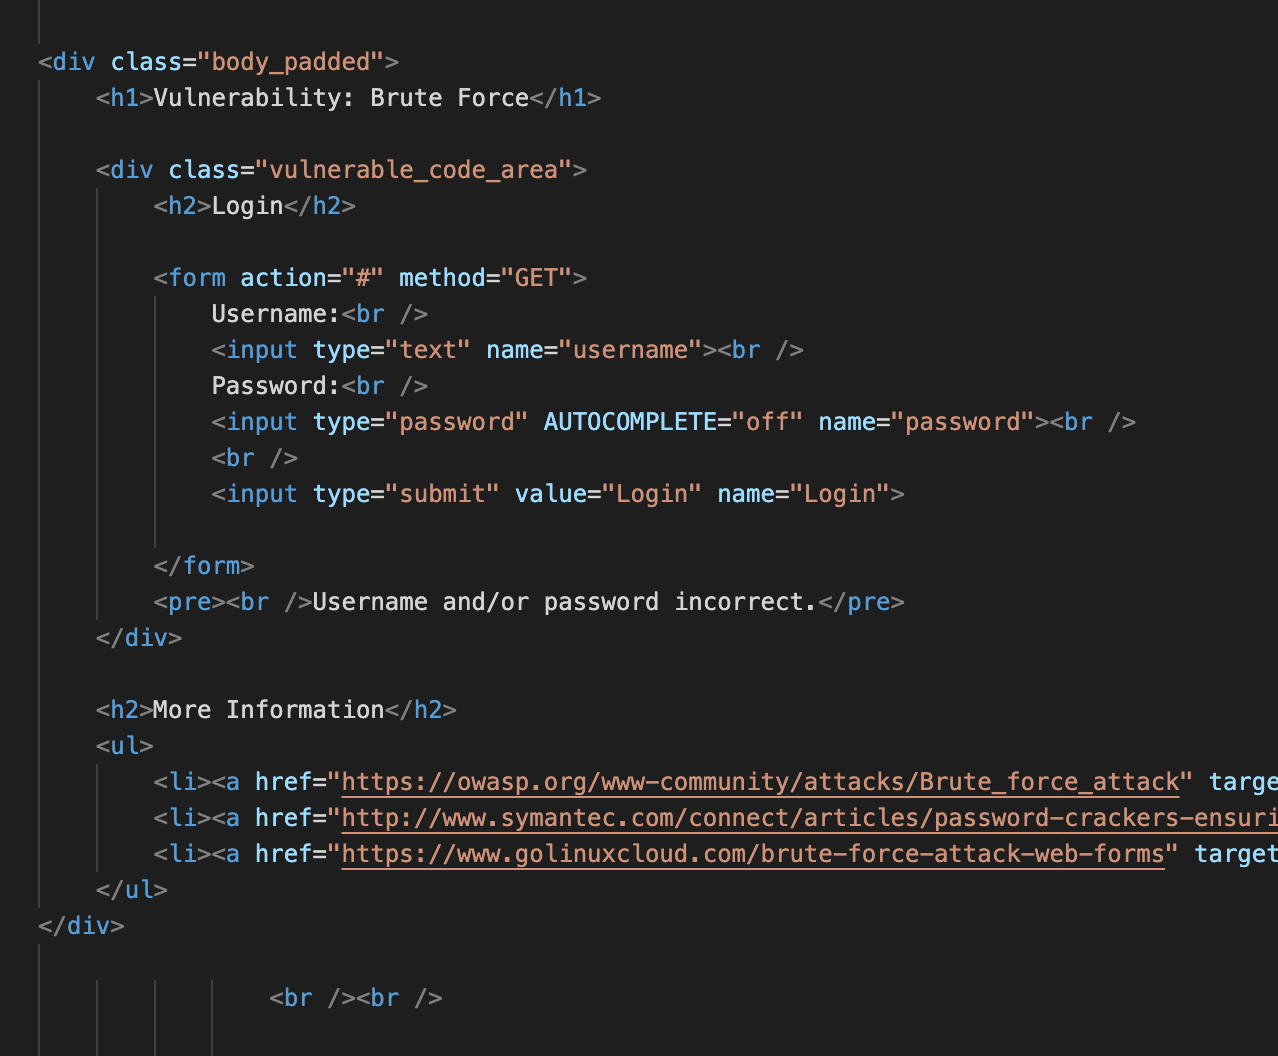 <div class="body_padded">
<h1>Vulnerability: Brute Force</h1>
<div class="vulnerable_code_area">
<h2>Login</h2>
<form action="#" method="GET">
Username:<br />
<input type="text" name="username"><br />
Password:<br />
<input type="password" AUTOCOMPLETE="off" name="password"><br />
<br />
<input type="submit" value="Login" name="Login">
</form>
<pre><br />Username and/or password incorrect.</pre>
</div>
<h2>More Information</h2>
<ul>
<li><a href="https://owasp.org/www-community/attacks/Brute_force_attack" targe
<li><a href="http://www.symantec.com/connect/articles/password-crackers-ensuri
<li><a href="https://www.golinuxcloud.com/brute-force-attack-web-forms" target
</ul>
</div>
<br /><br />